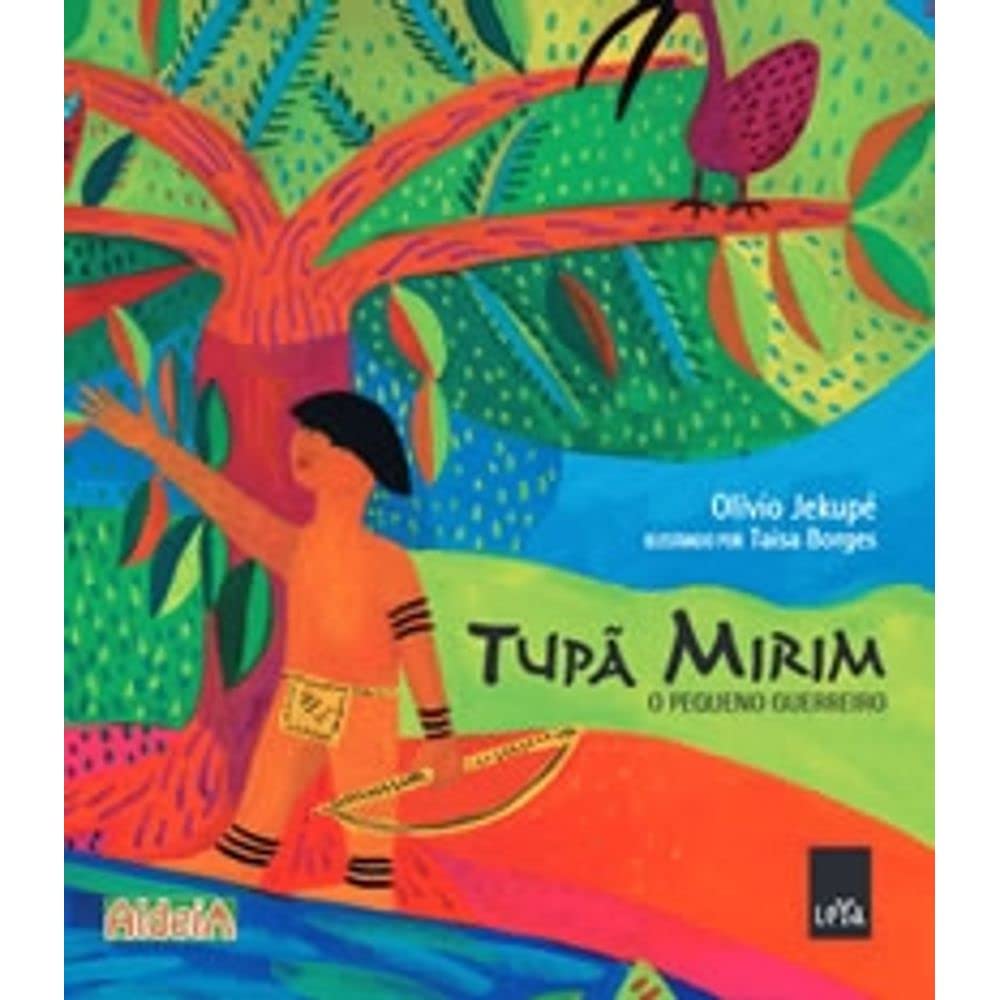 Olívio Jekupé
ILUSTRADO POR Taisa Borges
TUPÃ MIRIM
O PEQUENO GUERREIRO
AldeiA
LeYa